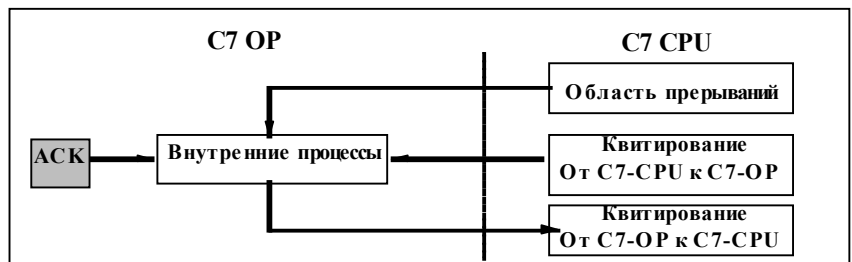 C7 OP
C7 CPU
Область прерываний
ACK
Внутренние процессы
Квитирование
От C7-CPU к C7-OP
Квитирование
От C7-OP к C7-CPU